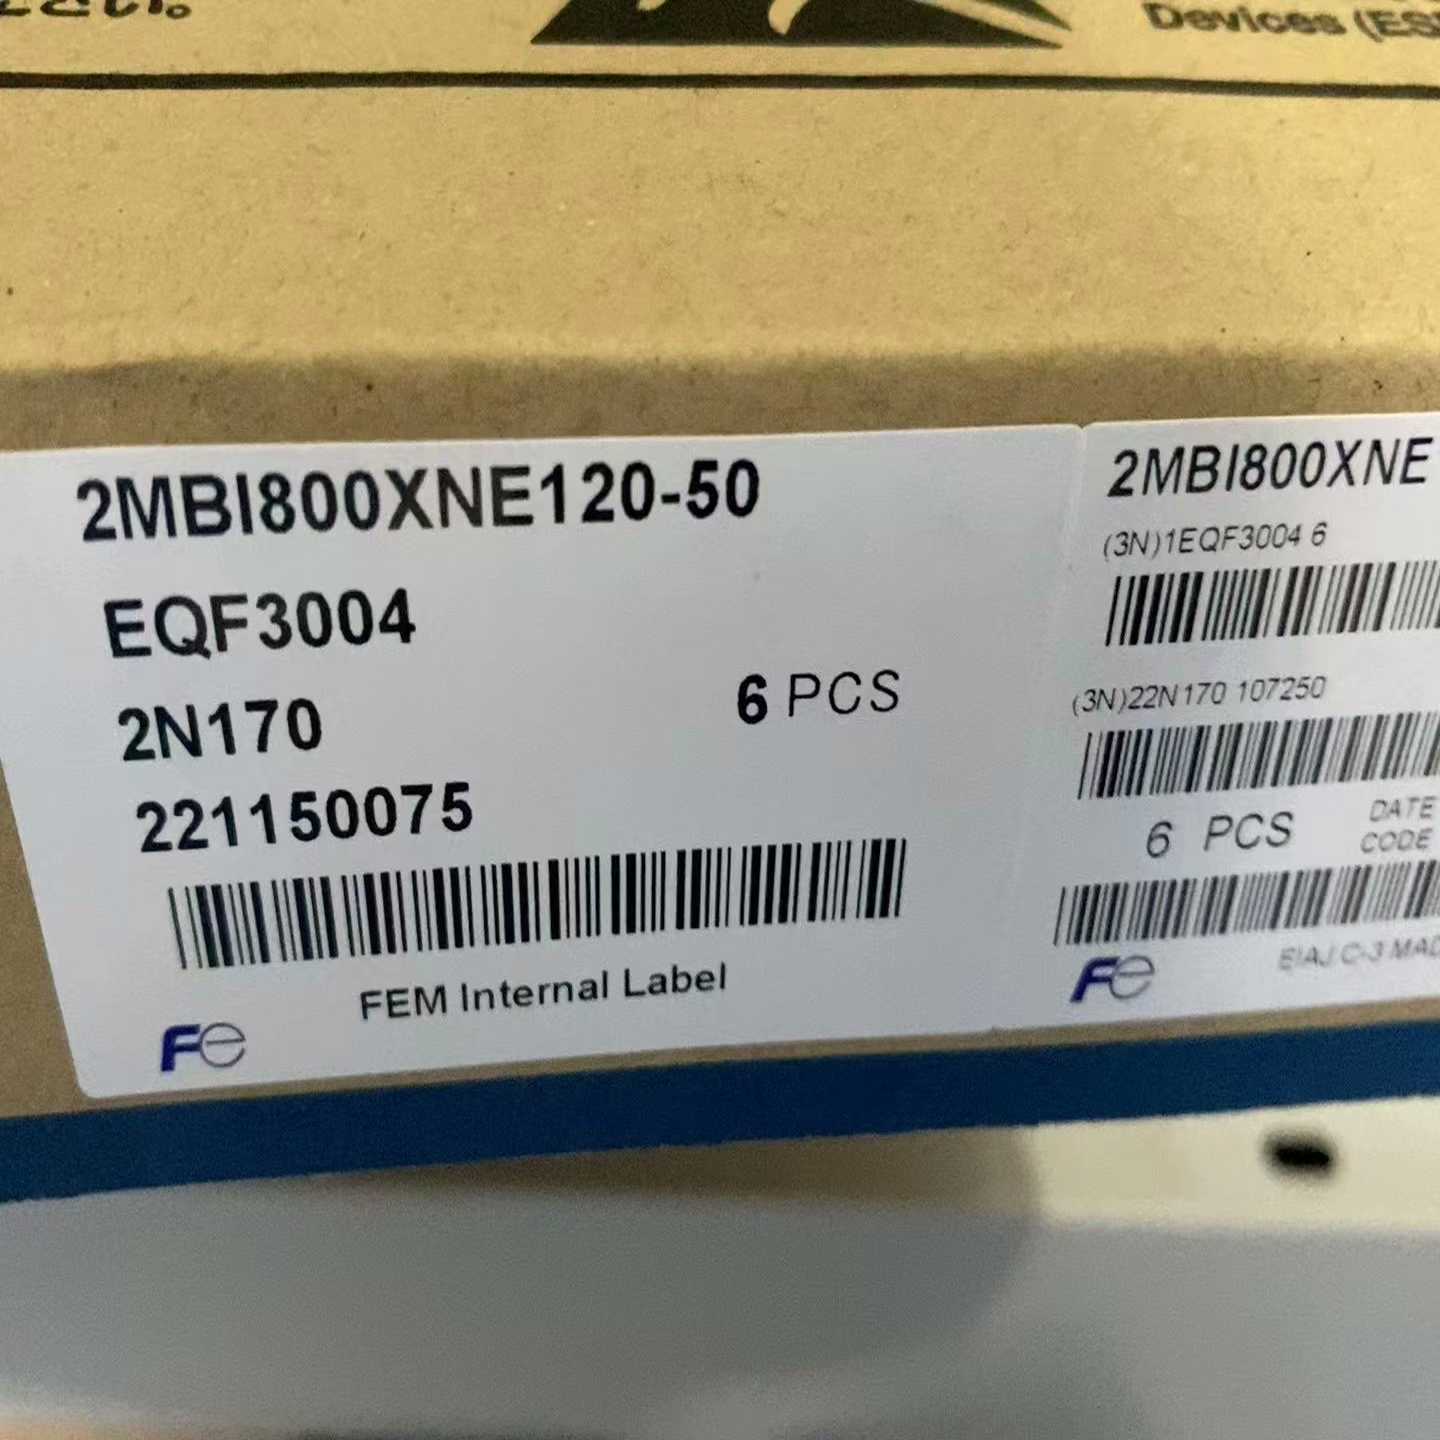 Devices (ES
2MBI800XNE120-50
EQF3004
2N170
6 PCS
221150075
FEM Internal Label
Fe
2MBI800XNE
(3N)1EQF3004 6
(3N)22N170 107250
6 PCS
DATE
CODE
Fe
EIAJ C-3 MAD